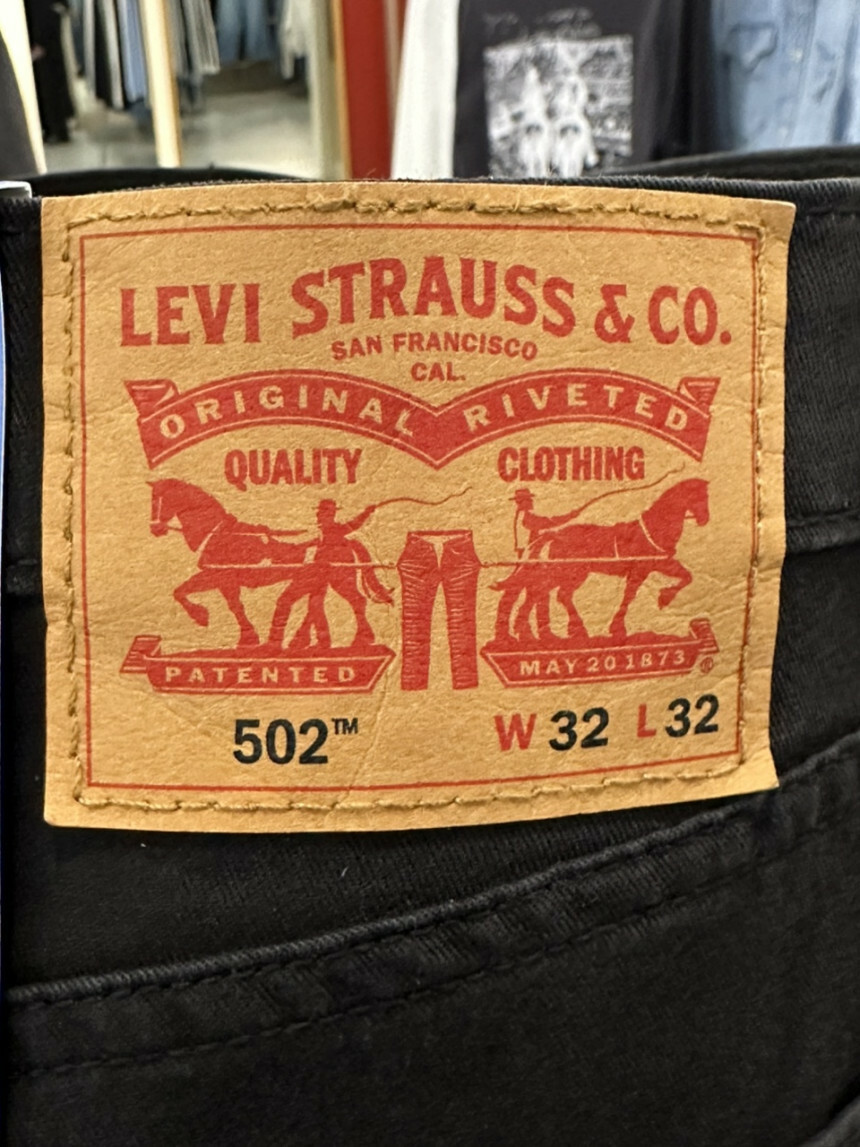 LEVI STRAUSS & CO.
SAN FRANCISCO
CAL.
ORIGINAL RIVETED
QUALITY CLOTHING
PATENTED MAY 20 1873 ®
502™ W 32 L 32